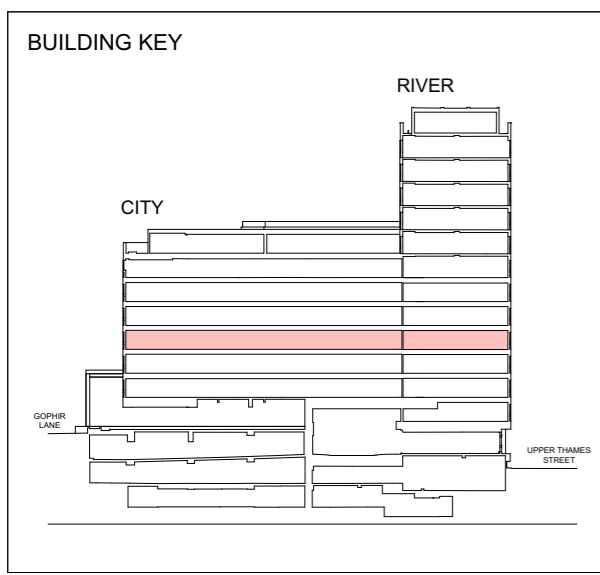 BUILDING KEY
RIVER
CITY
GOPHIR
LANE
UPPER THAMES
STREET